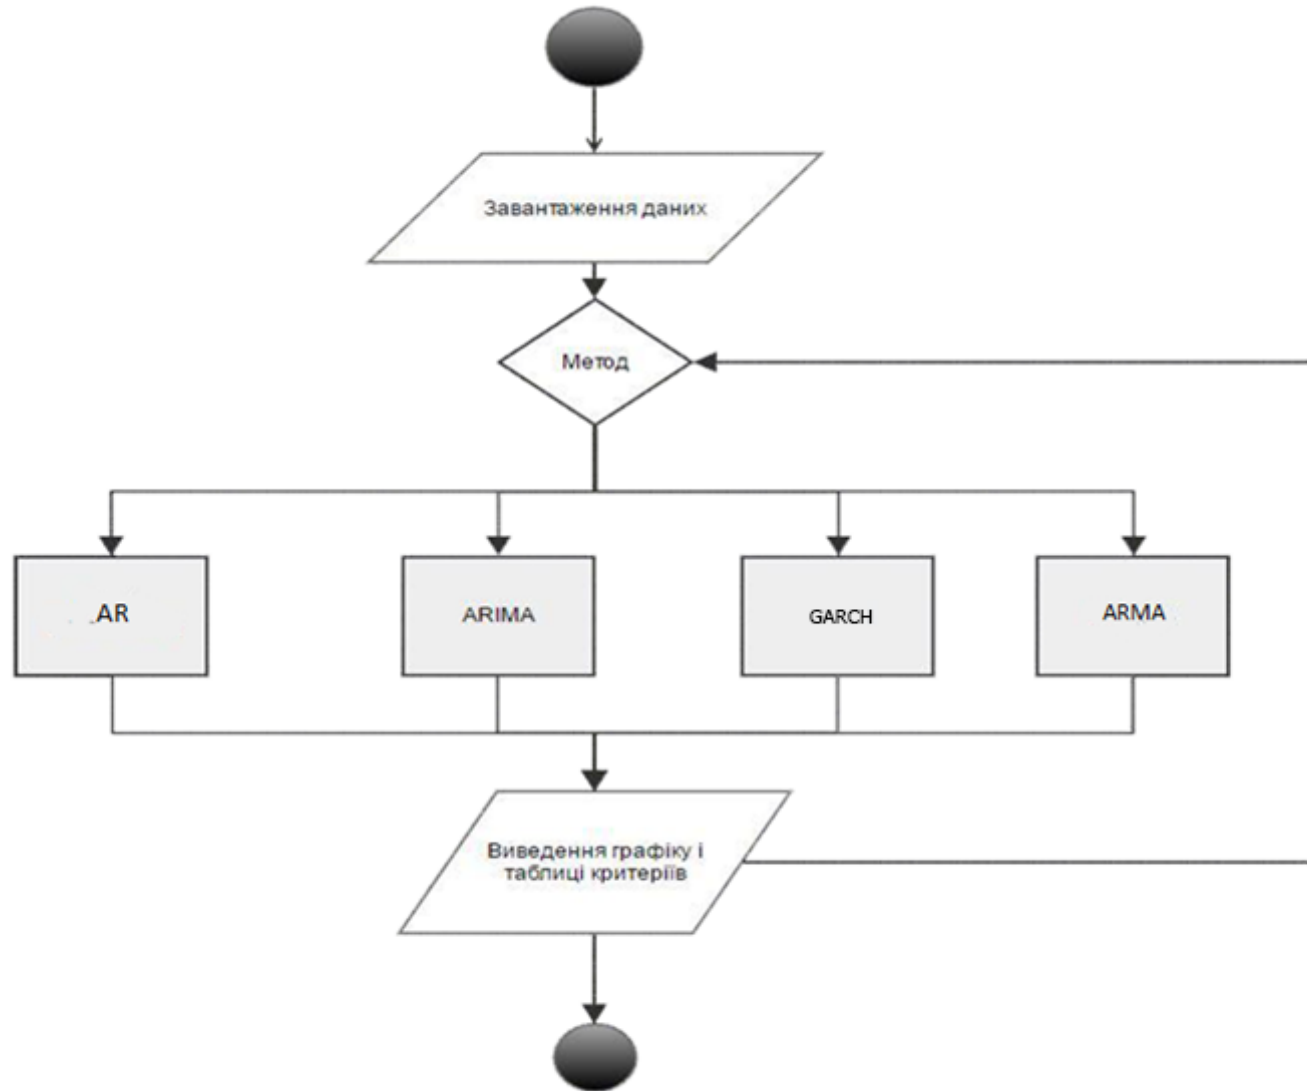 Завантаження даних
Метод
AR
ARIMA
GARCH
ARMA
Виведення графіку і
таблиці критеріїв